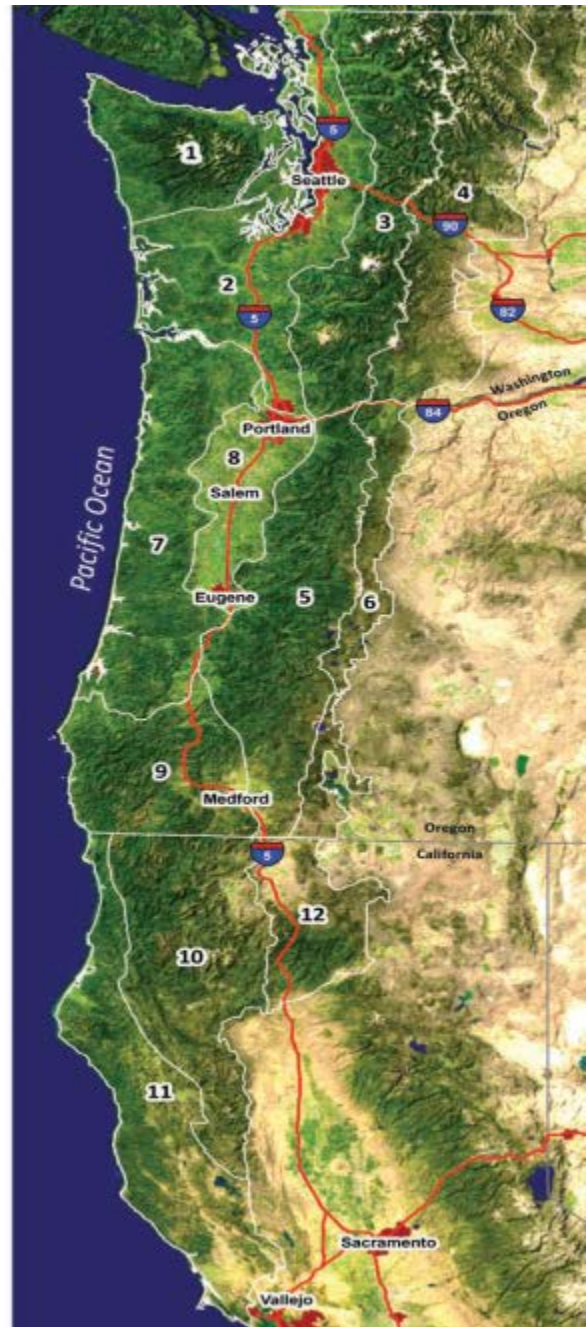 5
1
Seattle
4
3
90
2
5
82
Washington
84
Oregon
Portland
8
Salem
Pacific Ocean
7
Eugene
5
6
9
Medford
Oregon
5
California
12
10
11
Sacramento
Vallejo